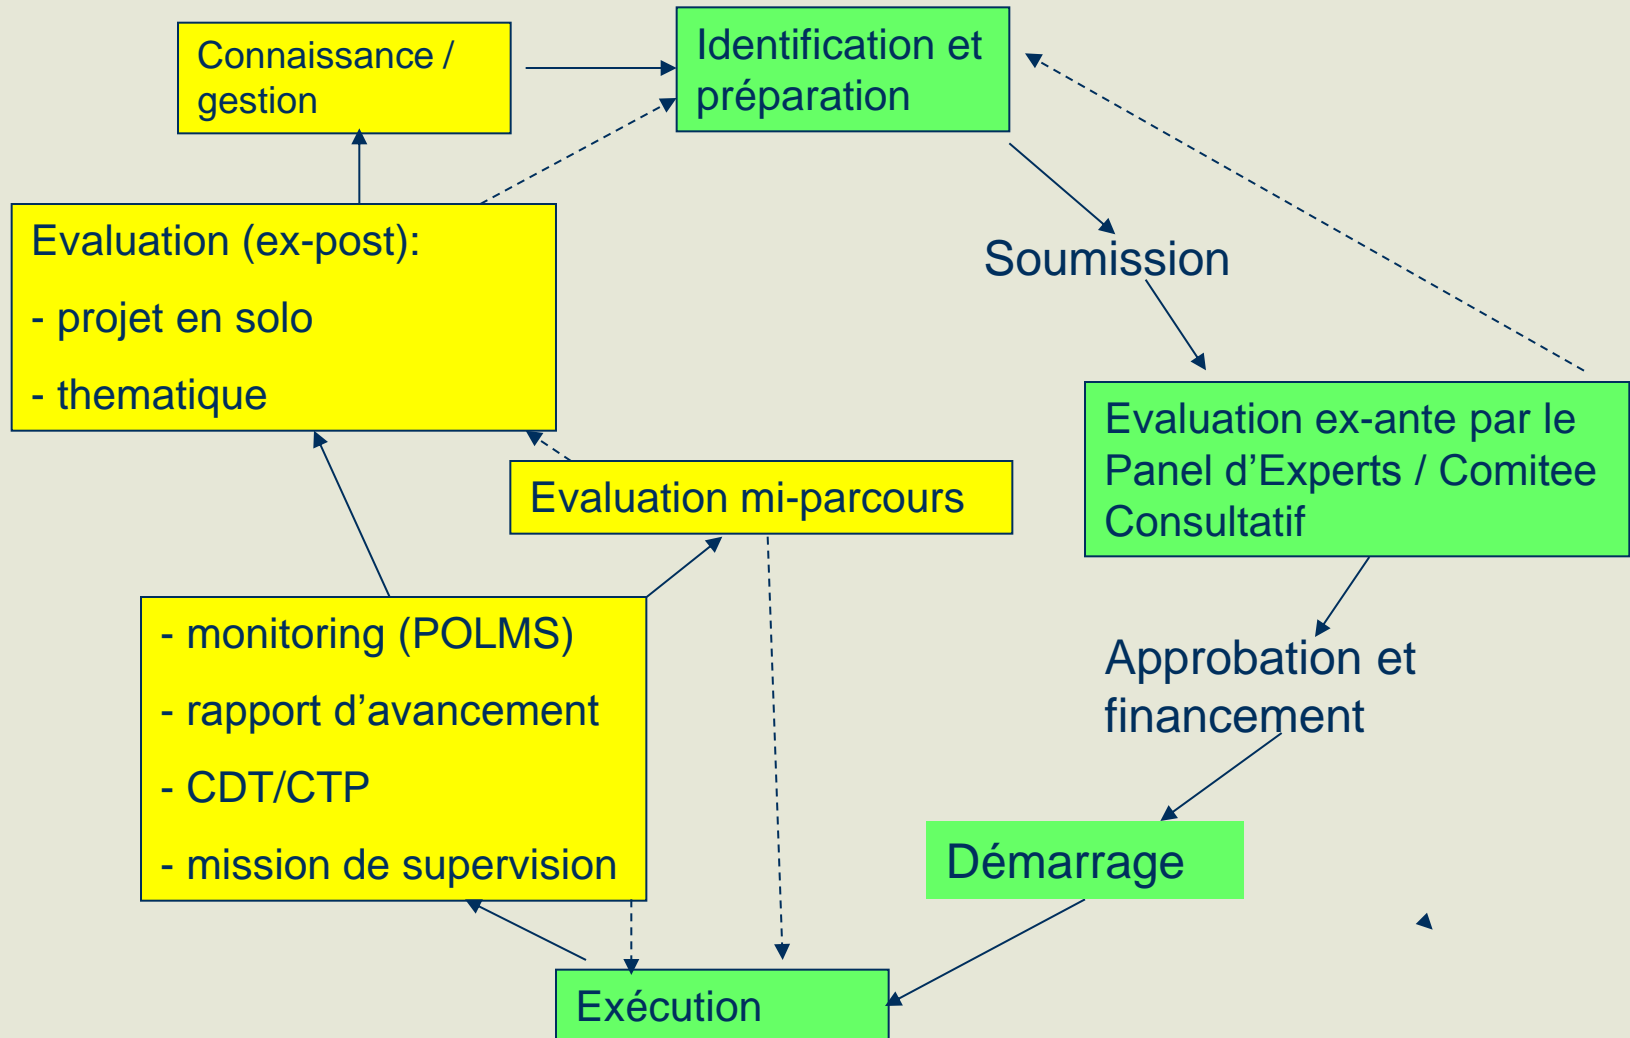 Connaissance /
gestion
Identification et
préparation
Evaluation (ex-post):
- projet en solo
- thematique
Soumission
Evaluation ex-ante par le
Panel d’Experts / Comitee
Consultatif
Evaluation mi-parcours
- monitoring (POLMS)
- rapport d’avancement
- CDT/CTP
- mission de supervision
Approbation et
financement
Démarrage
Exécution